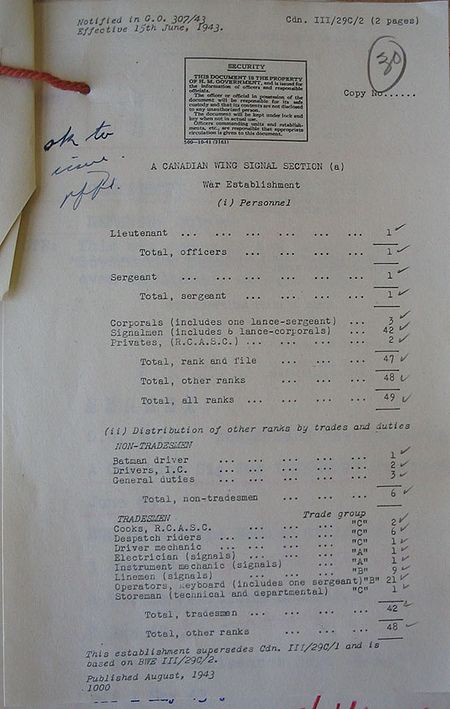 Notified in G.O. 307/43 Cdn. III/29C/2 (2 pages)
Effective 15th June, 1943.
30
SECURITY
THIS DOCUMENT IS THE PROPERTY
OF H. M. GOVERNMENT, and is issued for
the information of officers and responsible
officials.
The officer or official in possession of the
document will be responsible for its safe
custody and that its contents are not disclosed
to any unauthorized person.
The document will be kept under lock and
key when not in actual use.
Officers commanding units and establish-
ments, etc., are responsible that appropriate
circulation is given to this document.
500—10-41 (3161)
Copy No......
ok to
issue
A CANADIAN WING SIGNAL SECTION (a)
War Establishment
(i) Personnel
Lieutenant ... ... ... ... ... ... 1
Total, officers ... ... ... ... 1
Sergeant ... ... ... ... ... ... 1
Total, sergeant ... ... ... ... 1
Corporals (includes one lance-sergeant) ... 3
Signalmen (includes 6 lance-corporals) ... 42
Privates, (R.C.A.S.C.) ... ... ... ... 2
Total, rank and file ... ... ... 47
Total, other ranks ... ... ... 48
Total, all ranks ... ... ... ... 49
(ii) Distribution of other ranks by trades and duties
NON-TRADESMEN
Batman driver ... ... ... ... ... 1
Drivers, I.C. ... ... ... ... ... 2
General duties ... ... ... ... ... 3
Total, non-tradesmen ... ... ... 6
TRADESMEN Trade group
Cooks, R.C.A.S.C. ... ... ... "C" 2
Despatch riders ... ... ... ... "C" 6
Driver mechanic ... ... ... ... "C" 1
Electrician (signals) ... ... ... "A" 1
Instrument mechanic (signals) ... "A" 1
Linemen (signals) ... ... ... "B" 9
Operators, keyboard (includes one sergeant)"B" 21
Storeman (technical and departmental) "C" 1
Total, tradesmen ... ... ... ... 42
Total, other ranks ... ... ... 48
This establishment supersedes Cdn. III/29C/1 and is
based on BWE III/29C/2.
Published August, 1943
1000